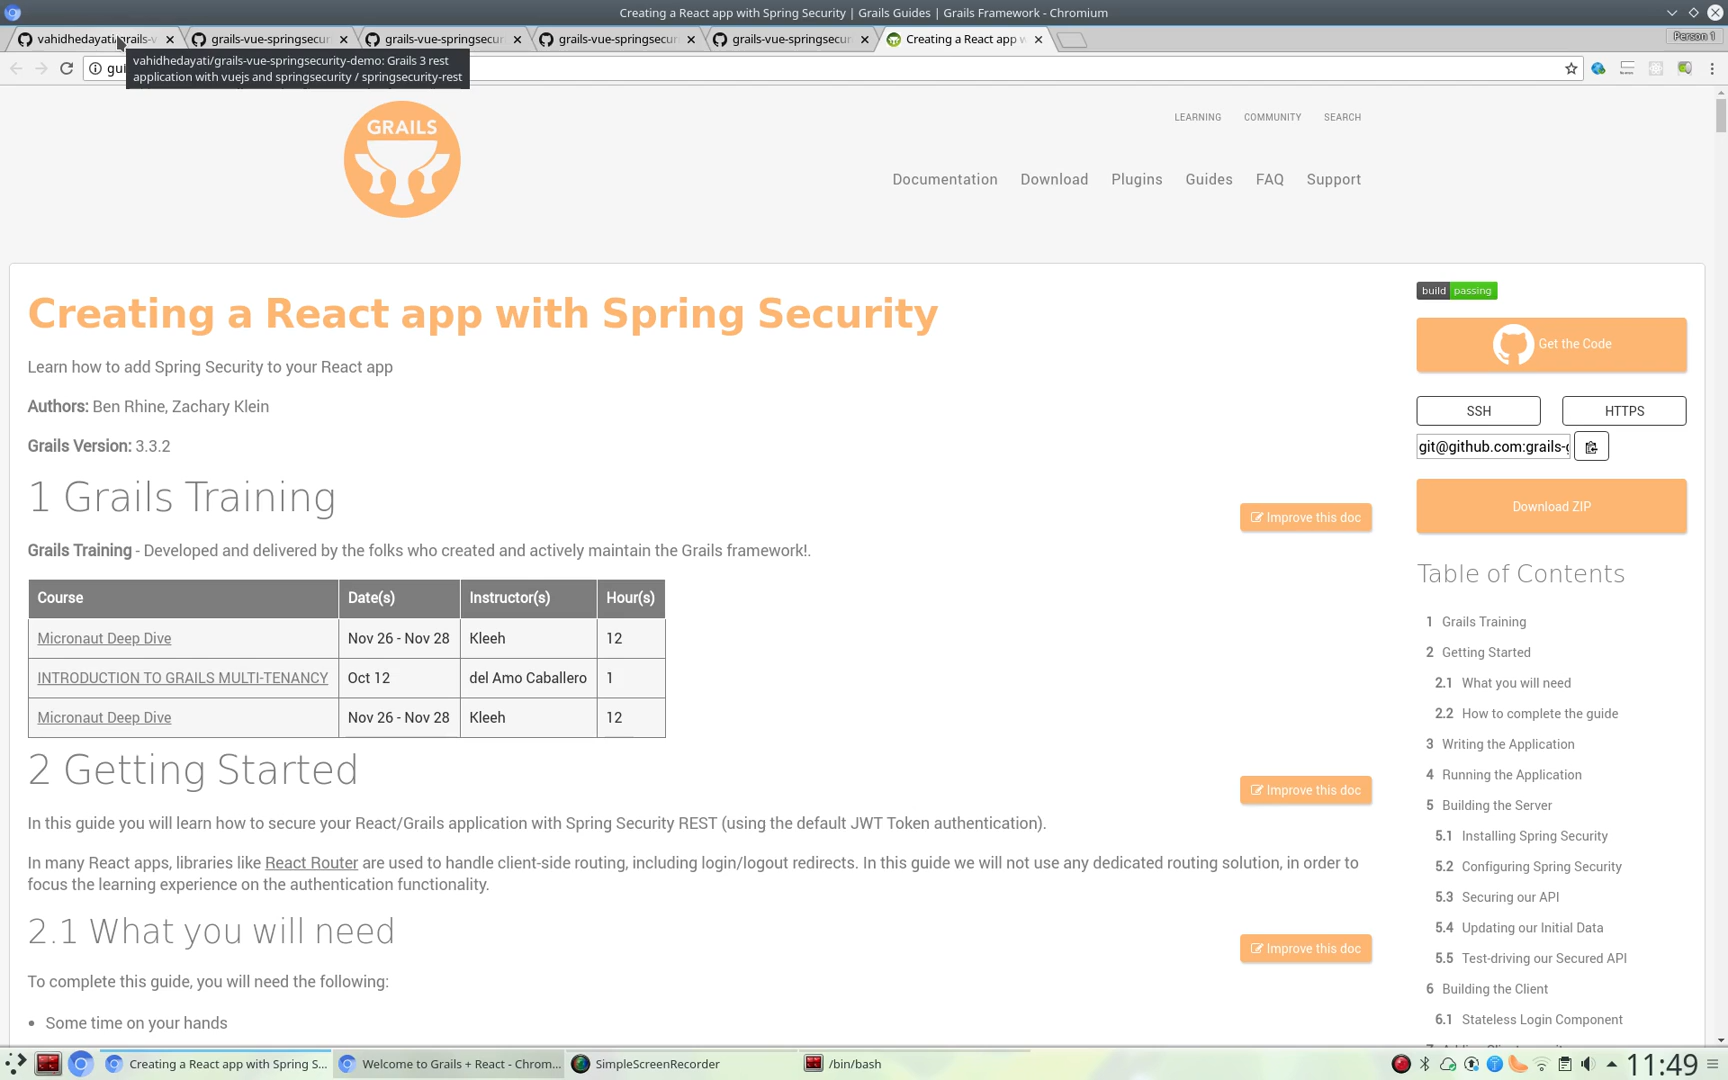 Creating a React app with Spring Security | Grails Guides | Grails Framework - Chromium
vahidhedayati/grails-v
grails-vue-springsecur
grails-vue-springsecur
grails-vue-springsecur
grails-vue-springsecur
Creating a React app w
Person 1
gui
vahidhedayati/grails-vue-springsecurity-demo: Grails 3 rest
application with vuejs and springsecurity / springsecurity-rest
GRAILS
LEARNING COMMUNITY SEARCH
Documentation Download Plugins Guides FAQ Support
Creating a React app with Spring Security
Learn how to add Spring Security to your React app
Authors: Ben Rhine, Zachary Klein
Grails Version: 3.3.2
1 Grails Training
Improve this doc
Grails Training - Developed and delivered by the folks who created and actively maintain the Grails framework!.
Course Date(s) Instructor(s) Hour(s)
Micronaut Deep Dive Nov 26 - Nov 28 Kleeh 12
INTRODUCTION TO GRAILS MULTI-TENANCY Oct 12 del Amo Caballero 1
Micronaut Deep Dive Nov 26 - Nov 28 Kleeh 12
2 Getting Started
Improve this doc
In this guide you will learn how to secure your React/Grails application with Spring Security REST (using the default JWT Token authentication).
In many React apps, libraries like React Router are used to handle client-side routing, including login/logout redirects. In this guide we will not use any dedicated routing solution, in order to
focus the learning experience on the authentication functionality.
2.1 What you will need
Improve this doc
To complete this guide, you will need the following:
• Some time on your hands
build passing
Get the Code
SSH HTTPS
git@github.com:grails-g
Download ZIP
Table of Contents
1 Grails Training
2 Getting Started
2.1 What you will need
2.2 How to complete the guide
3 Writing the Application
4 Running the Application
5 Building the Server
5.1 Installing Spring Security
5.2 Configuring Spring Security
5.3 Securing our API
5.4 Updating our Initial Data
5.5 Test-driving our Secured API
6 Building the Client
6.1 Stateless Login Component
Creating a React app with Spring S...
Welcome to Grails + React - Chrom...
SimpleScreenRecorder
/bin/bash
11:49